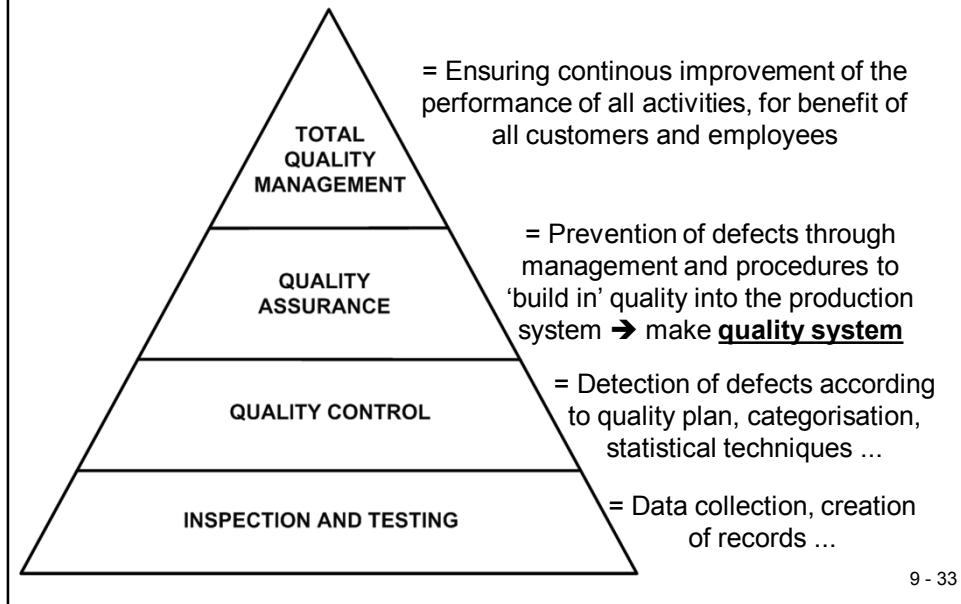 = Ensuring continous improvement of the
performance of all activities, for benefit of
all customers and employees
TOTAL
QUALITY
MANAGEMENT
= Prevention of defects through
management and procedures to
‘build in’ quality into the production
system ➔ make quality system
QUALITY
ASSURANCE
= Detection of defects according
to quality plan, categorisation,
statistical techniques ...
QUALITY CONTROL
= Data collection, creation
of records ...
INSPECTION AND TESTING
9 - 33